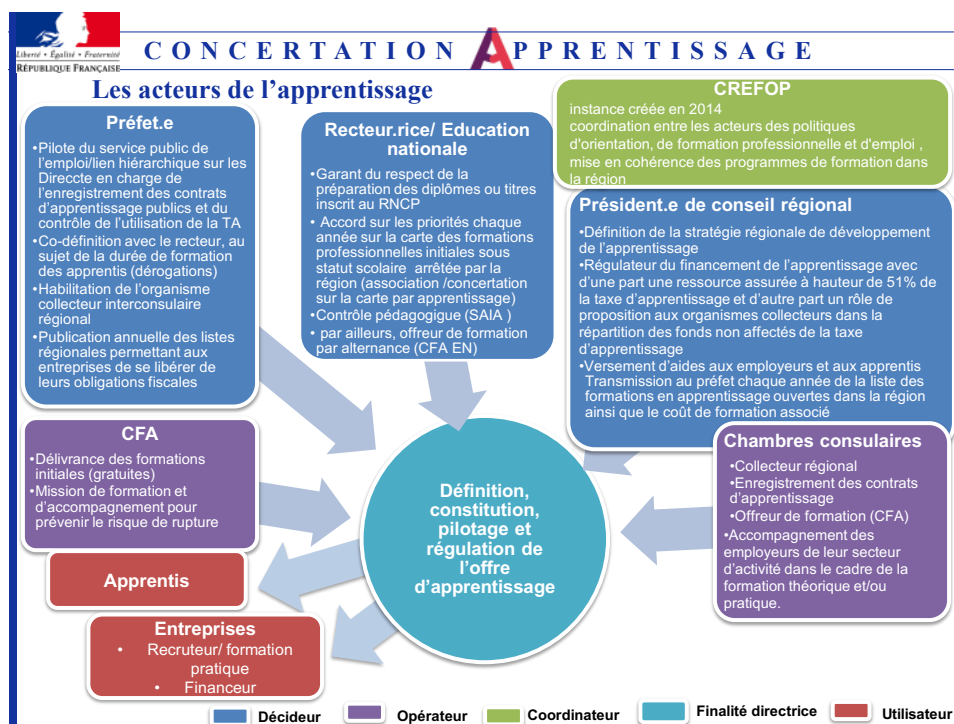 Liberté • Égalité • Fraternité
RÉPUBLIQUE FRANÇAISE
CONCERTATION APPRENTISSAGE
Les acteurs de l'apprentissage
Préfet.e
•Pilote du service public de
l'emploi/lien hiérarchique sur les
Direccte en charge de
l'enregistrement des contrats
d'apprentissage publics et du
contrôle de l'utilisation de la TA
•Co-définition avec le recteur, au
sujet de la durée de formation
des apprentis (dérogations)
•Habilitation de l'organisme
collecteur interconsulaire
régional
•Publication annuelle des listes
régionales permettant aux
entreprises de se libérer de
leurs obligations fiscales
Recteur.rice/ Education
nationale
•Garant du respect de la
préparation des diplômes ou titres
inscrit au RNCP
• Accord sur les priorités chaque
année sur la carte des formations
professionnelles initiales sous
statut scolaire arrêtée par la
région (association /concertation
sur la carte par apprentissage)
•Contrôle pédagogique (SAIA )
• par ailleurs, offreur de formation
par alternance (CFA EN)
CREFOP
instance créée en 2014
coordination entre les acteurs des politiques
d'orientation, de formation professionnelle et d'emploi ,
mise en cohérence des programmes de formation dans
la région
Président.e de conseil régional
•Définition de la stratégie régionale de développement
de l'apprentissage
•Régulateur du financement de l'apprentissage avec
d'une part une ressource assurée à hauteur de 51% de
la taxe d'apprentissage et d'autre part un rôle de
proposition aux organismes collecteurs dans la
répartition des fonds non affectés de la taxe
d'apprentissage
•Versement d'aides aux employeurs et aux apprentis
Transmission au préfet chaque année de la liste des
formations en apprentissage ouvertes dans la région
ainsi que le coût de formation associé
CFA
•Délivrance des formations
initiales (gratuites)
•Mission de formation et
d'accompagnement pour
prévenir le risque de rupture
Définition,
constitution,
pilotage et
régulation de
l'offre
d'apprentissage
Chambres consulaires
•Collecteur régional
•Enregistrement des contrats
d'apprentissage
•Offreur de formation (CFA)
•Accompagnement des
employeurs de leur secteur
d'activité dans le cadre de la
formation théorique et/ou
pratique.
Apprentis
Entreprises
• Recruteur/ formation
pratique
• Financeur
Décideur
Opérateur
Coordinateur
Finalité directrice
Utilisateur